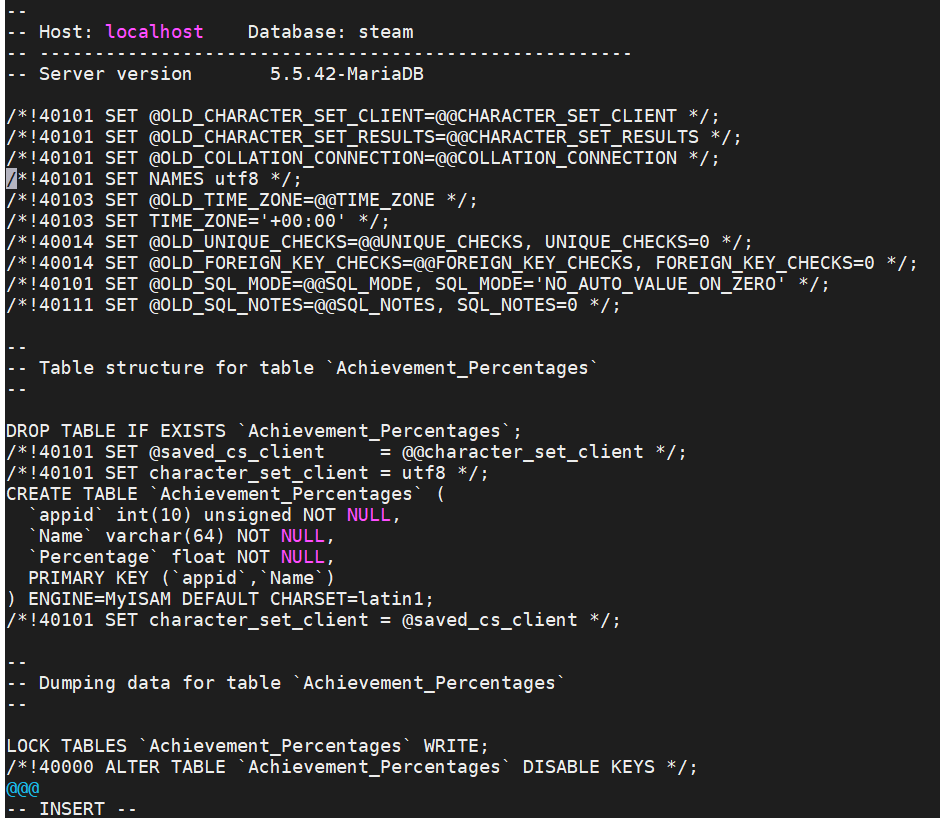 --
-- Host: localhost    Database: steam
-- ------------------------------------------------------
-- Server version       5.5.42-MariaDB

/*!40101 SET @OLD_CHARACTER_SET_CLIENT=@@CHARACTER_SET_CLIENT */;
/*!40101 SET @OLD_CHARACTER_SET_RESULTS=@@CHARACTER_SET_RESULTS */;
/*!40101 SET @OLD_COLLATION_CONNECTION=@@COLLATION_CONNECTION */;
/*!40101 SET NAMES utf8 */;
/*!40103 SET @OLD_TIME_ZONE=@@TIME_ZONE */;
/*!40103 SET TIME_ZONE='+00:00' */;
/*!40014 SET @OLD_UNIQUE_CHECKS=@@UNIQUE_CHECKS, UNIQUE_CHECKS=0 */;
/*!40014 SET @OLD_FOREIGN_KEY_CHECKS=@@FOREIGN_KEY_CHECKS, FOREIGN_KEY_CHECKS=0 */;
/*!40101 SET @OLD_SQL_MODE=@@SQL_MODE, SQL_MODE='NO_AUTO_VALUE_ON_ZERO' */;
/*!40111 SET @OLD_SQL_NOTES=@@SQL_NOTES, SQL_NOTES=0 */;

--
-- Table structure for table `Achievement_Percentages`
--

DROP TABLE IF EXISTS `Achievement_Percentages`;
/*!40101 SET @saved_cs_client     = @@character_set_client */;
/*!40101 SET character_set_client = utf8 */;
CREATE TABLE `Achievement_Percentages` (
  `appid` int(10) unsigned NOT NULL,
  `Name` varchar(64) NOT NULL,
  `Percentage` float NOT NULL,
  PRIMARY KEY (`appid`,`Name`)
) ENGINE=MyISAM DEFAULT CHARSET=latin1;
/*!40101 SET character_set_client = @saved_cs_client */;

--
-- Dumping data for table `Achievement_Percentages`
--

LOCK TABLES `Achievement_Percentages` WRITE;
/*!40000 ALTER TABLE `Achievement_Percentages` DISABLE KEYS */;
@@@
-- INSERT --